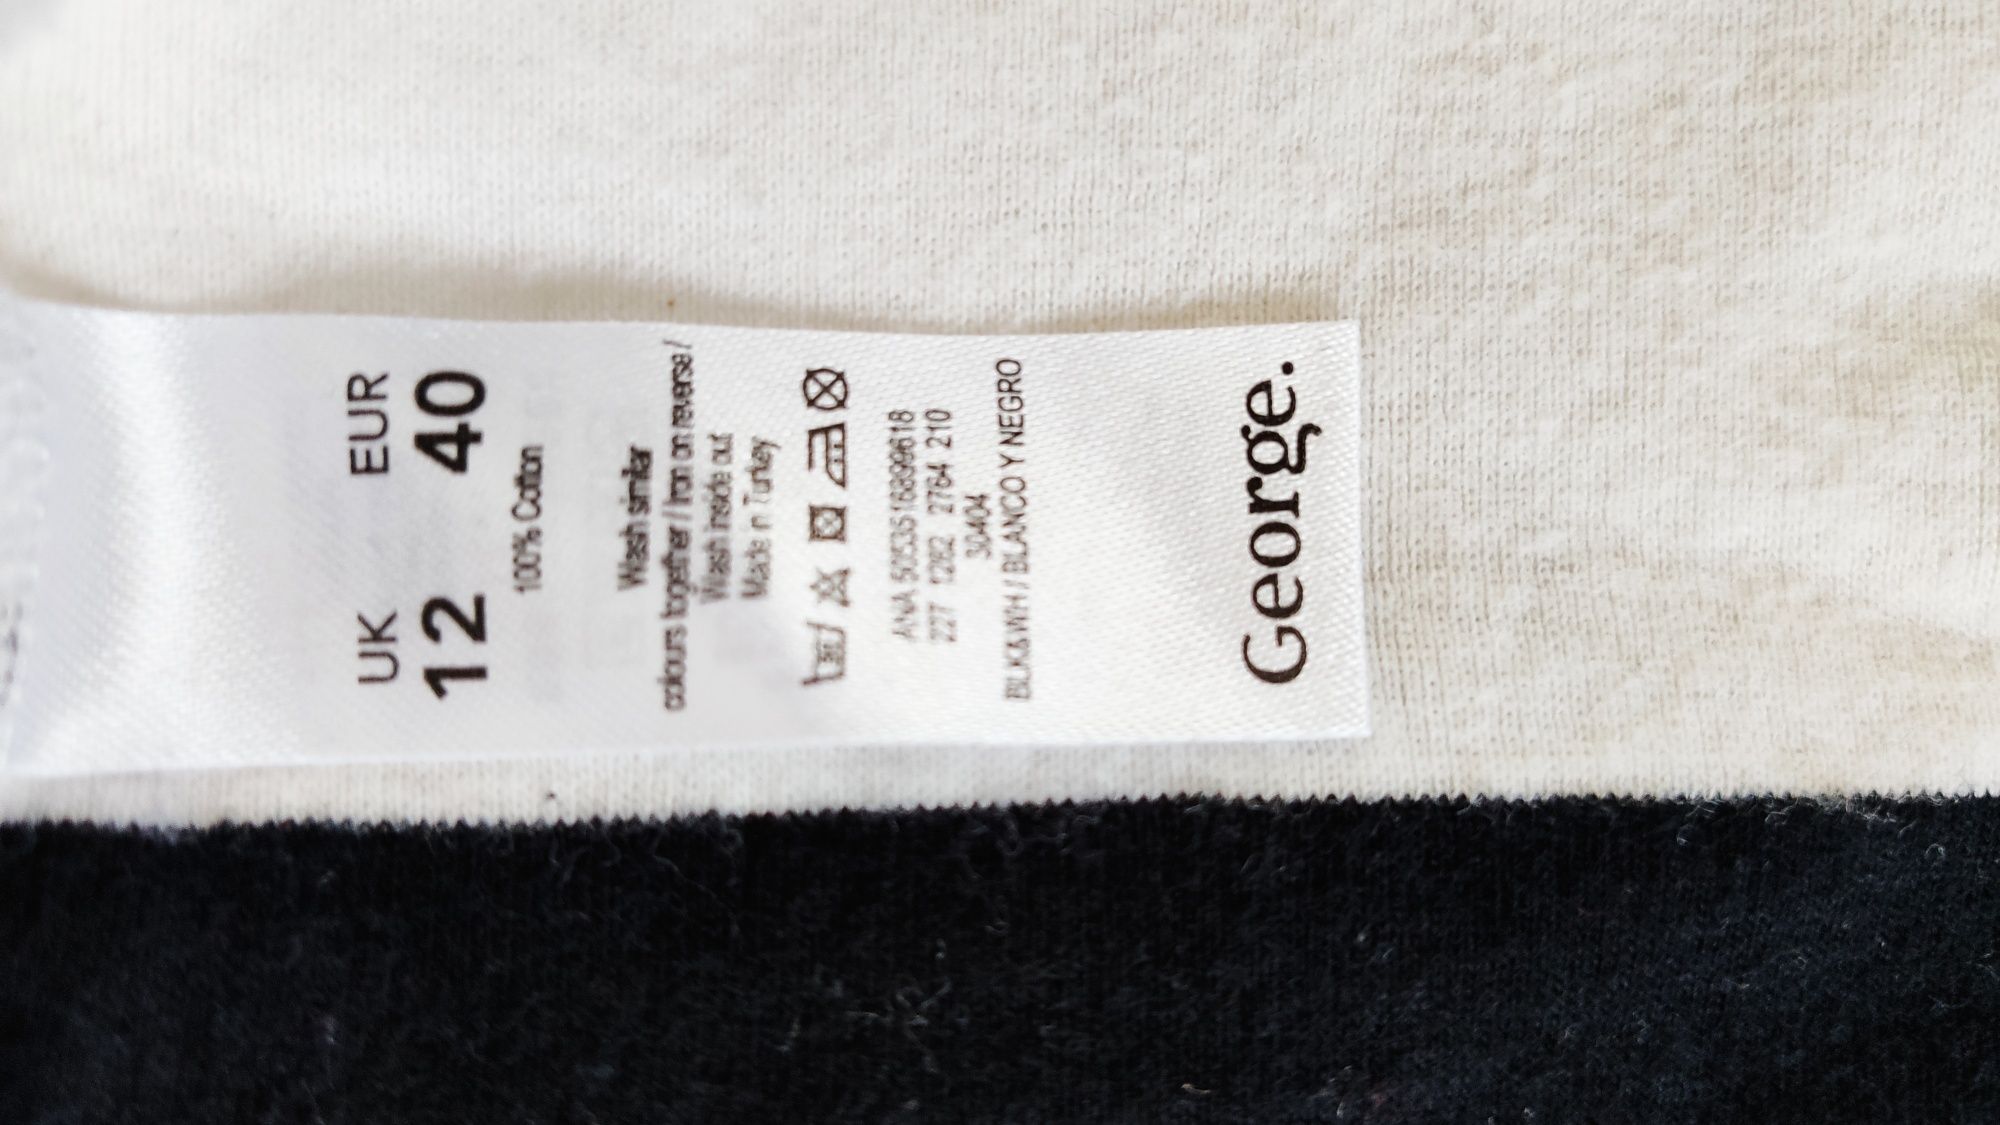 UK EUR
12 40
100% Cotton
Wash similar
colours together / Iron on reverse /
Wash inside out
Made in Turkey
ANA 5053516899618
227 1282 2764 210
30404
BLK&WH / BLANCO Y NEGRO
George.